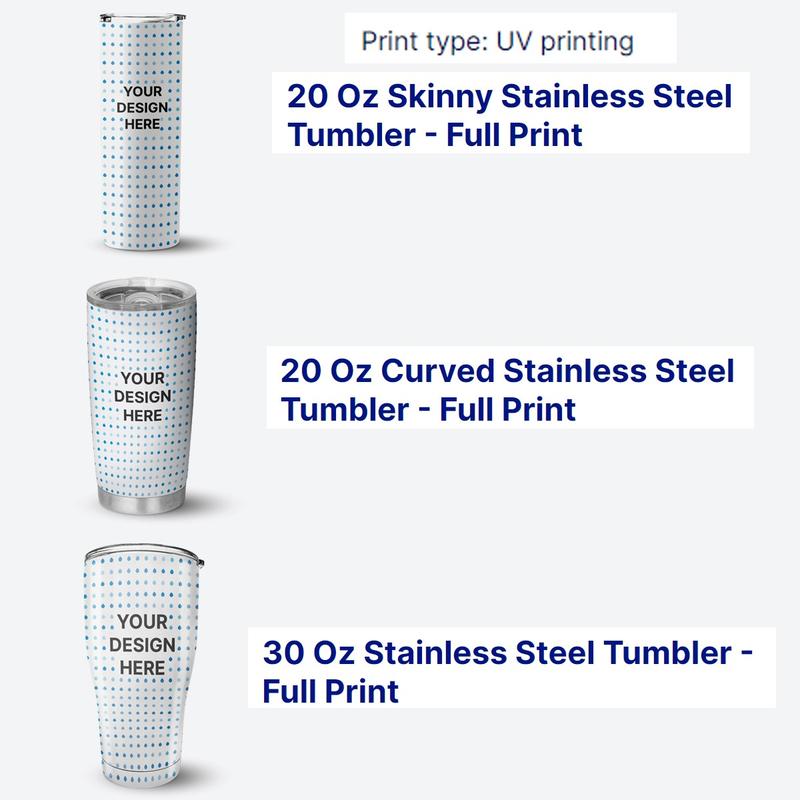 Print type: UV printing
YOUR
DESIGN
HERE
20 Oz Skinny Stainless Steel
Tumbler - Full Print
YOUR
DESIGN
HERE
20 Oz Curved Stainless Steel
Tumbler - Full Print
YOUR
DESIGN
HERE
30 Oz Stainless Steel Tumbler -
Full Print